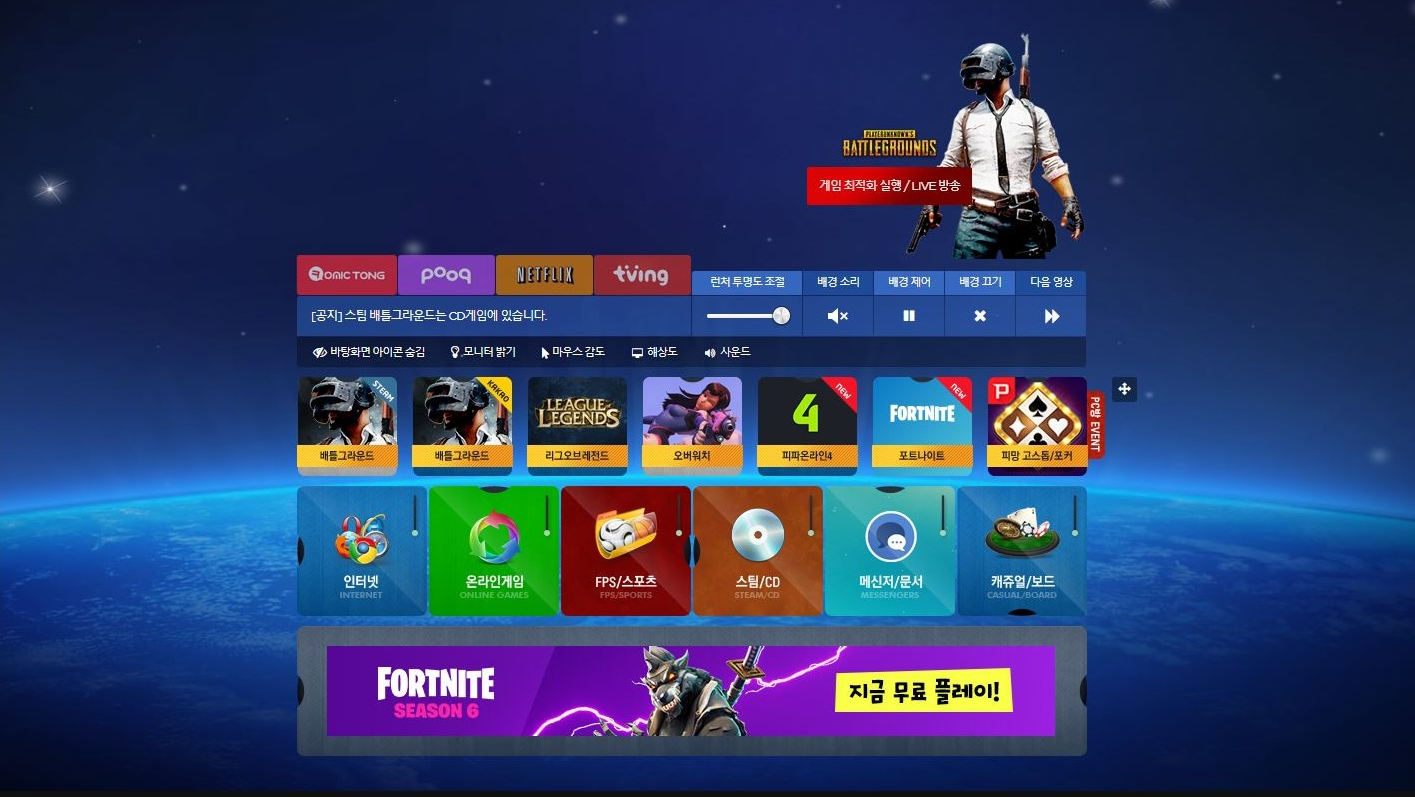 PLAYERUNKNOWN'S
BATTLEGROUNDS
게임 최적화 실행 / LIVE 방송
COMIC TONG
pooq
NETFLIX
tving
런처 투명도 조절
배경 소리
배경 제어
배경 끄기
다음 영상
[공지] 스팀 배틀그라운드는 CD게임에 있습니다.
바탕화면 아이콘 숨김
모니터 밝기
마우스 감도
해상도
사운드
STEAM
배틀그라운드
KAKAO
배틀그라운드
LEAGUE OF LEGENDS
리그오브레전드
오버워치
4
NEW
피파온라인4
FORTNITE
NEW
포트나이트
P
피망 고스톱/포커
PC방 EVENT
인터넷
INTERNET
온라인게임
ONLINE GAMES
FPS/스포츠
FPS/SPORTS
스팀/CD
STEAM/CD
메신저/문서
MESSENGERS
캐쥬얼/보드
CASUAL/BOARD
FORTNITE
SEASON 6
지금 무료 플레이!